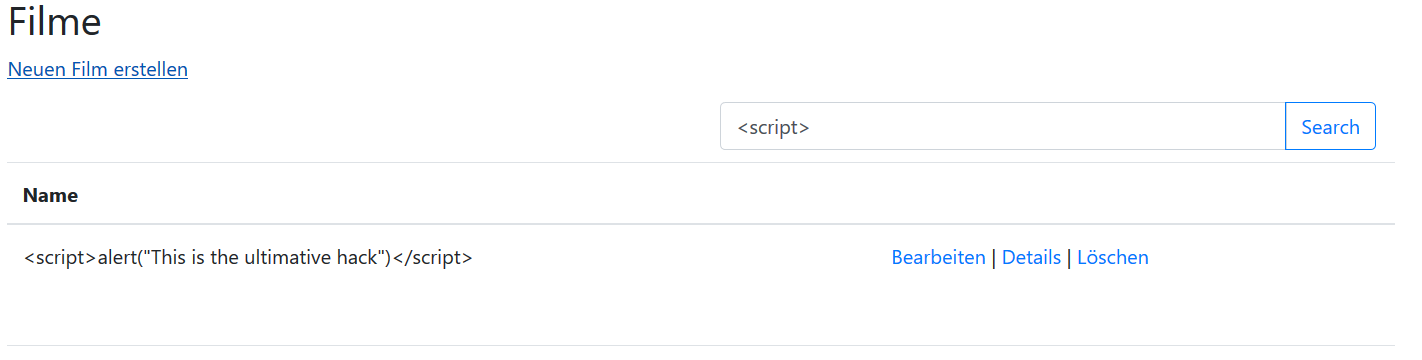 Filme
Neuen Film erstellen
<script> Search
Name
<script>alert("This is the ultimative hack")</script> Bearbeiten | Details | Löschen